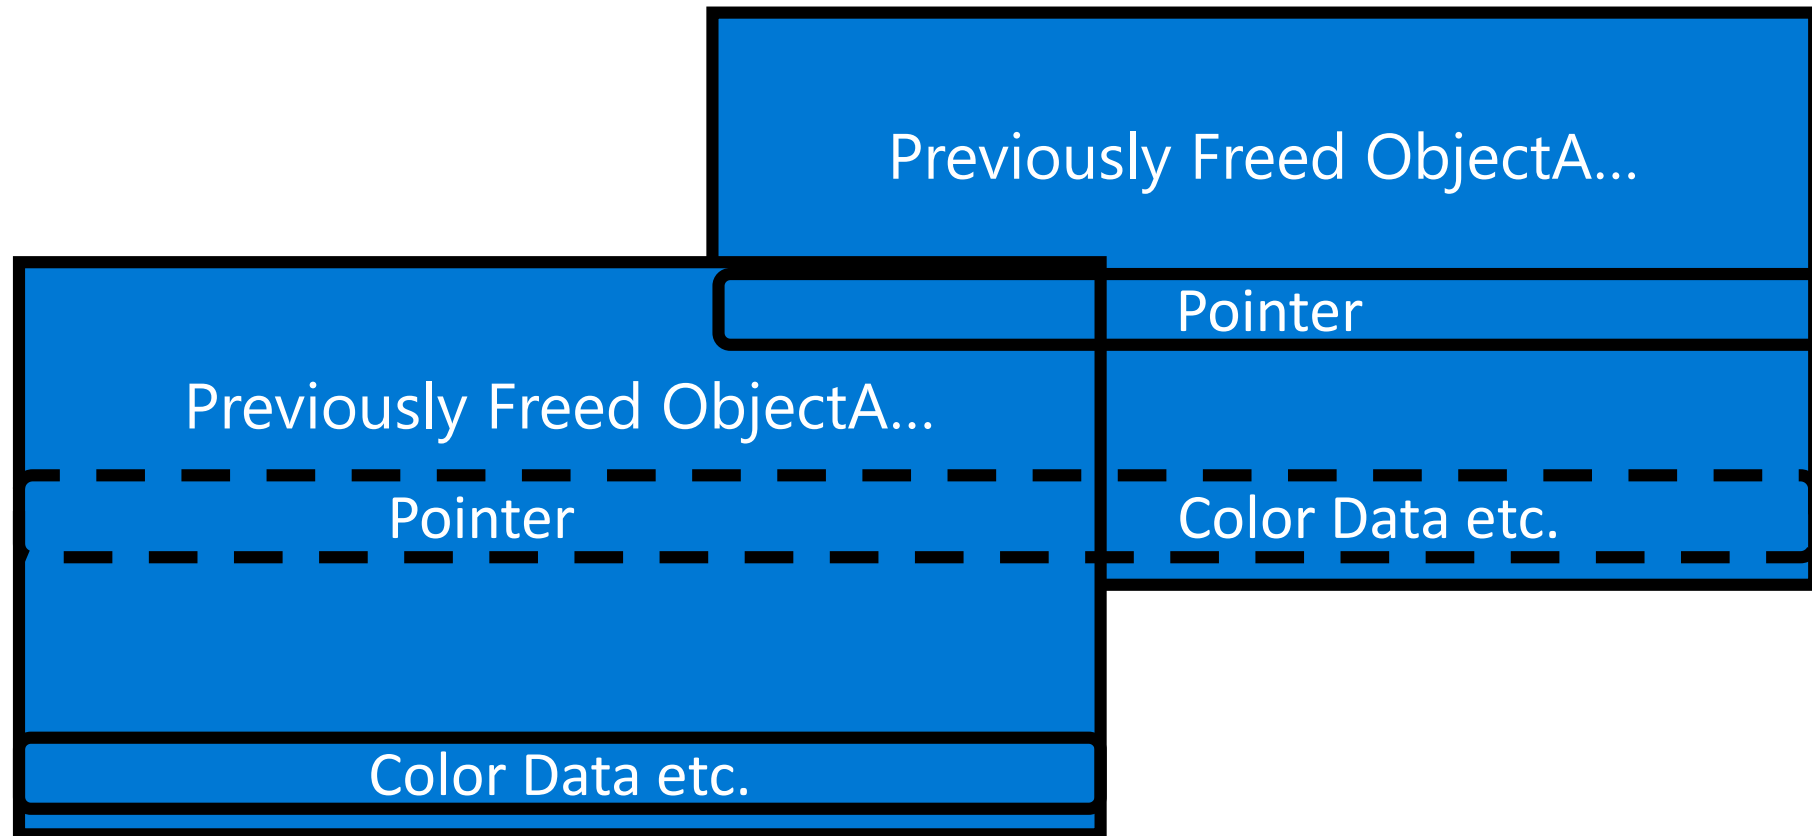 Previously Freed ObjectA...
Pointer
Previously Freed ObjectA...
Pointer
Color Data etc.
Color Data etc.